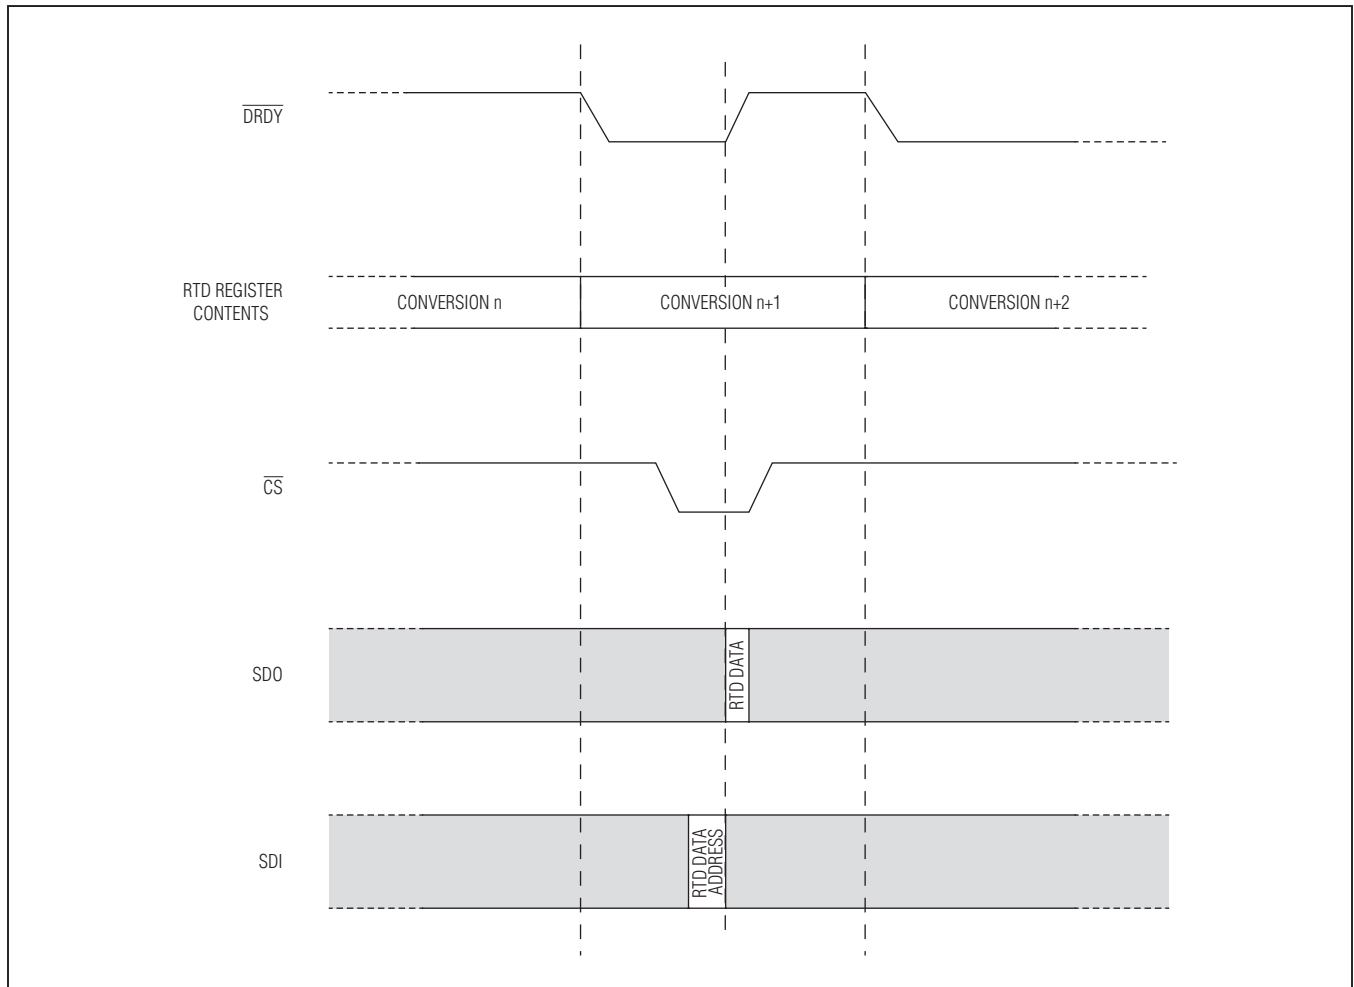 DRDY
RTD REGISTER
CONTENTS
CONVERSION n
CONVERSION n+1
CONVERSION n+2
CS
SDO
RTD DATA
SDI
RTD DATA
ADDRESS